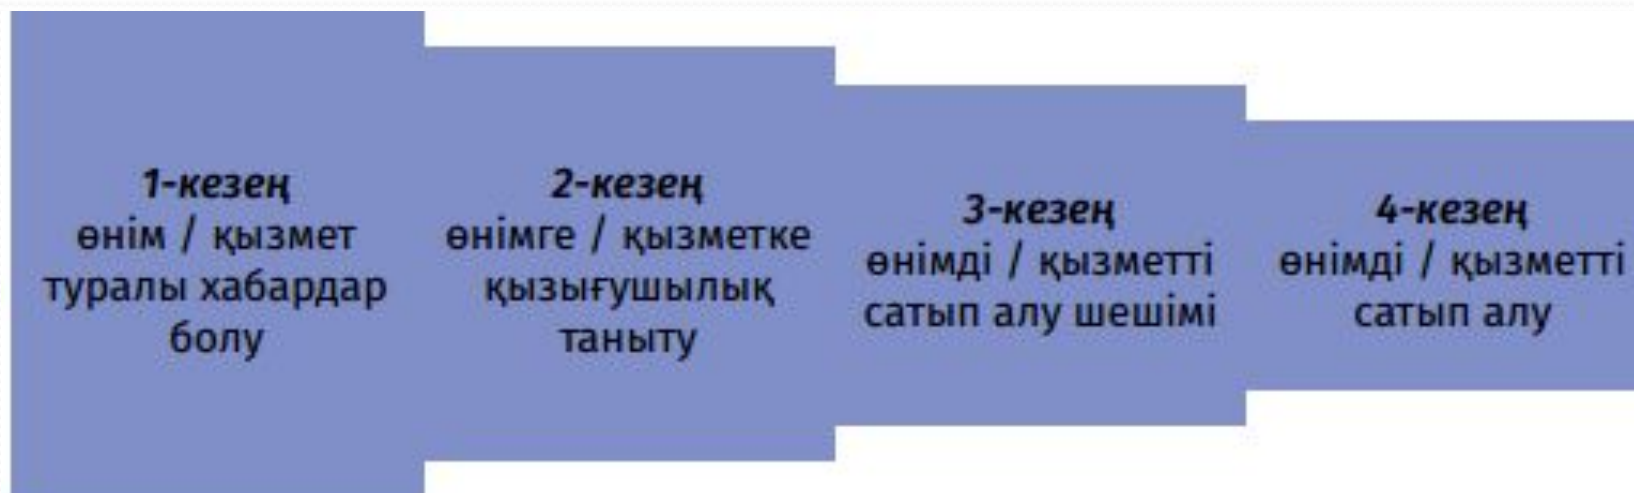 1-кезең
өнім / қызмет
туралы хабардар
болу
2-кезең
өнімге / қызметке
қызығушылық
таныту
3-кезең
өнімді / қызметті
сатып алу шешімі
4-кезең
өнімді / қызметті
сатып алу